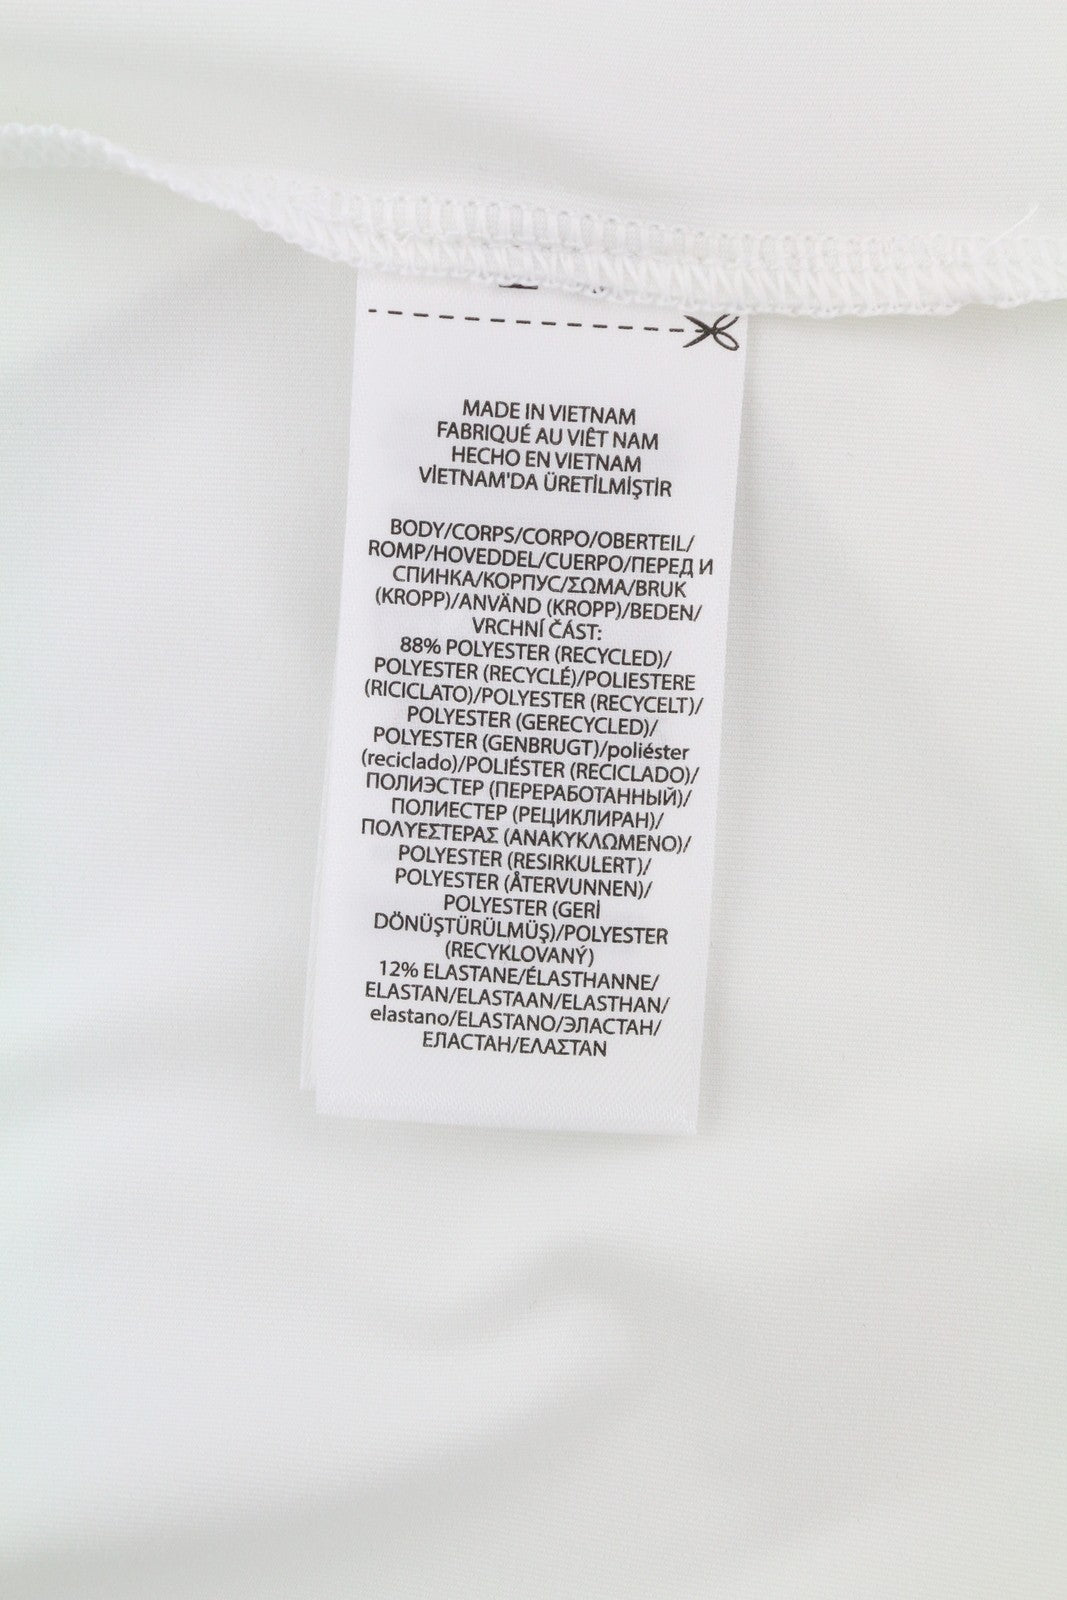 MADE IN VIETNAM
FABRIQUÉ AU VIÊT NAM
HECHO EN VIETNAM
VİETNAM'DA ÜRETİLMİŞTİR
BODY/CORPS/CORPO/OBERTEIL/
ROMP/HOVEDDEL/CUERPO/ПЕРЕД И
СПИНКА/КОРПУС/ΣΩΜΑ/BRUK
(KROPP)/ANVÄND (KROPP)/BEDEN/
VRCHNÍ ČÁST:
88% POLYESTER (RECYCLED)/
POLYESTER (RECYCLÉ)/POLIESTERE
(RICICLATO)/POLYESTER (RECYCELT)/
POLYESTER (GERECYCLED)/
POLYESTER (GENBRUGT)/poliéster
(reciclado)/POLIÉSTER (RECICLADO)/
ПОЛИЭСТЕР (ПЕРЕРАБОТАННЫЙ)/
ПОЛИЕСТЕР (РЕЦИКЛИРАН)/
ΠΟΛΥΕΣΤΕΡΑΣ (ΑΝΑΚΥΚΛΩΜΕΝΟ)/
POLYESTER (RESIRKULERT)/
POLYESTER (ÅTERVUNNEN)/
POLYESTER (GERİ
DÖNÜŞTÜRÜLMÜŞ)/POLYESTER
(RECYKLOVANÝ)
12% ELASTANE/ÉLASTHANNE/
ELASTAN/ELASTAAN/ELASTHAN/
elastano/ELASTANO/ЭЛАСТАН/
ЕЛАСТАН/ΕΛΑΣΤΑΝ